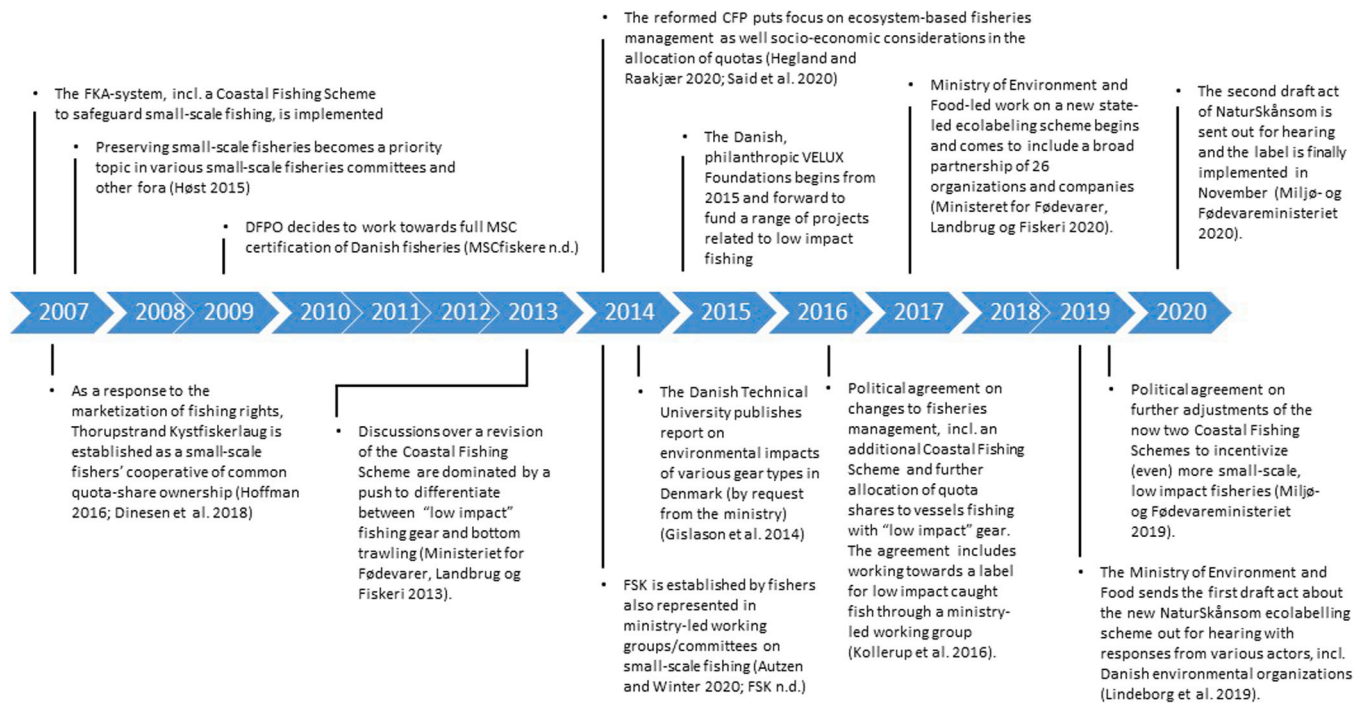 • The FKA-system, incl. a Coastal Fishing Scheme
to safeguard small-scale fishing, is implemented
• Preserving small-scale fisheries becomes a priority
topic in various small-scale fisheries committees and
other fora (Høst 2015)
• DFPO decides to work towards full MSC
certification of Danish fisheries (MSCfiskere n.d.)
• The reformed CFP puts focus on ecosystem-based fisheries
management as well socio-economic considerations in the
allocation of quotas (Hegland and
Raakjær 2020; Said et al. 2020)
• The Danish,
philanthropic VELUX
Foundations begins from
2015 and forward to
fund a range of projects
related to low impact
fishing
• Ministry of Environment and
Food-led work on a new state-
led ecolabeling scheme begins
and comes to include a broad
partnership of 26
organizations and companies
(Ministeret for Fødevarer,
Landbrug og Fiskeri 2020).
• The second draft act
of NaturSkånsom is
sent out for hearing
and the label is finally
implemented in
November (Miljø- og
Fødevareministeriet
2020).
2007 2008 2009 2010 2011 2012 2013 2014 2015 2016 2017 2018 2019 2020
• As a response to the
marketization of fishing rights,
Thorupstrand Kystfiskerlaug is
established as a small-scale
fishers’ cooperative of common
quota-share ownership (Hoffman
2016; Dinesen et al. 2018)
• Discussions over a revision
of the Coastal Fishing
Scheme are dominated by a
push to differentiate
between “low impact”
fishing gear and bottom
trawling (Ministeriet for
Fødevarer, Landbrug og
Fiskeri 2013).
• The Danish Technical
University publishes
report on
environmental impacts
of various gear types in
Denmark (by request
from the ministry)
(Gislason et al. 2014)
• FSK is established by fishers
also represented in
ministry-led working
groups/committees on
small-scale fishing (Autzen
and Winter 2020; FSK n.d.)
• Political agreement on
changes to fisheries
management, incl. an
additional Coastal Fishing
Scheme and further
allocation of quota
shares to vessels fishing
with “low impact” gear.
The agreement includes
working towards a label
for low impact caught
fish through a ministry-
led working group
(Kollerup et al. 2016).
• Political agreement on
further adjustments of the
now two Coastal Fishing
Schemes to incentivize
(even) more small-scale,
low impact fisheries (Miljø-
og Fødevareministeriet
2019).
• The Ministry of Environment and
Food sends the first draft act about
the new NaturSkånsom ecolabelling
scheme out for hearing with
responses from various actors, incl.
Danish environmental organizations
(Lindeborg et al. 2019).